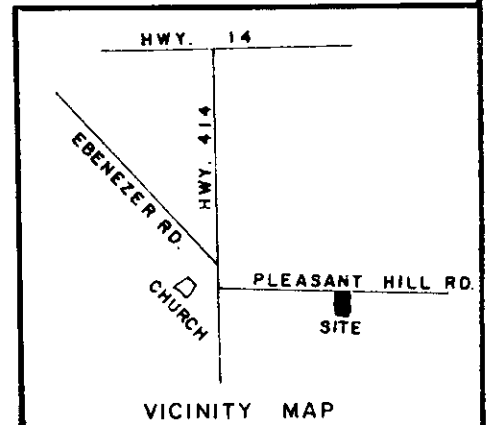 HWY. 14
HWY. 414
EBENEZER RD.
PLEASANT HILL RD.
CHURCH
SITE
VICINITY MAP